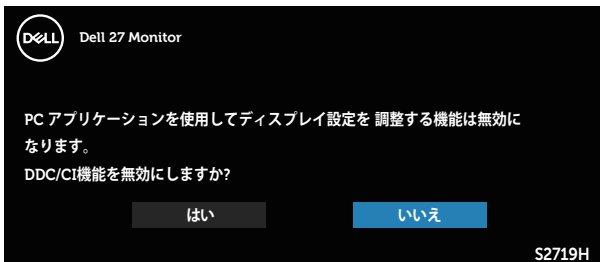 DELL
Dell 27 Monitor
PC アプリケーションを使用してディスプレイ設定を 調整する機能は無効に
なります。
DDC/CI機能を無効にしますか?
はい いいえ
S2719H